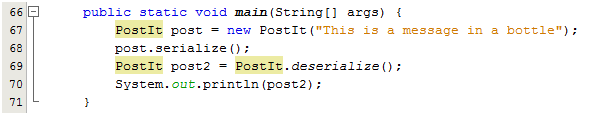 66 public static void main(String[] args) {
67 PostIt post = new PostIt("This is a message in a bottle");
68 post.serialize();
69 PostIt post2 = PostIt.deserialize();
70 System.out.println(post2);
71 }